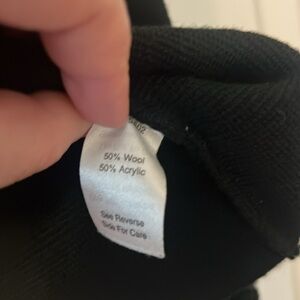 50% Wool
50% Acrylic
See Reverse
Side For Care